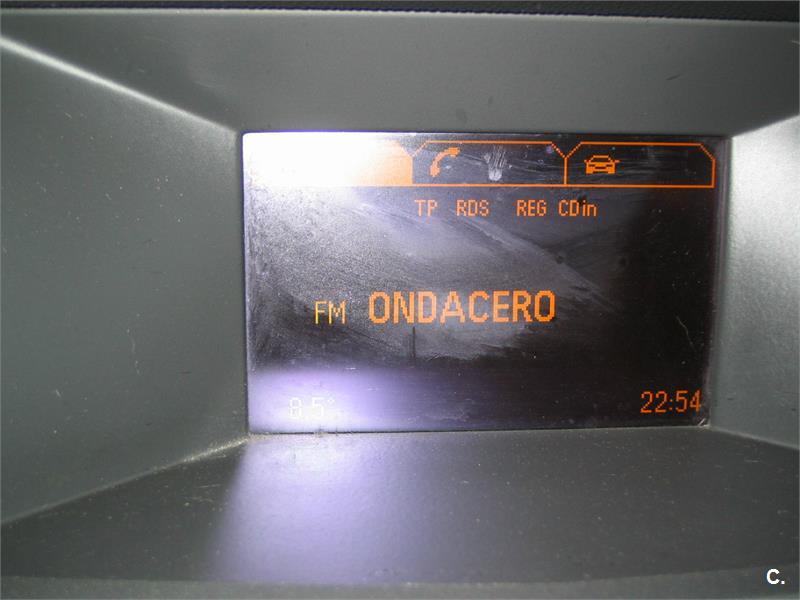 TP RDS REG CDin
FM ONDACERO
8.5° 22:54
C.